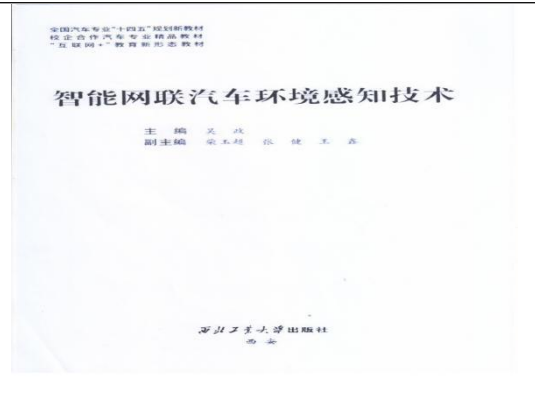 全国汽车专业“十四五”规划新教材
校企合作汽车专业精品教材
“互联网+”教育新形态教材
智能网联汽车环境感知技术
主 编 吴 政
副主编 荣玉超 张 健 王 鑫
西北工业大学出版社
西 安